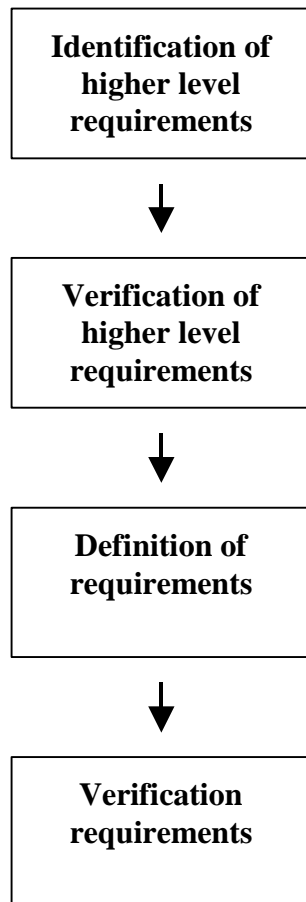 Identification of
higher level
requirements
Verification of
higher level
requirements
Definition of
requirements
Verification
requirements